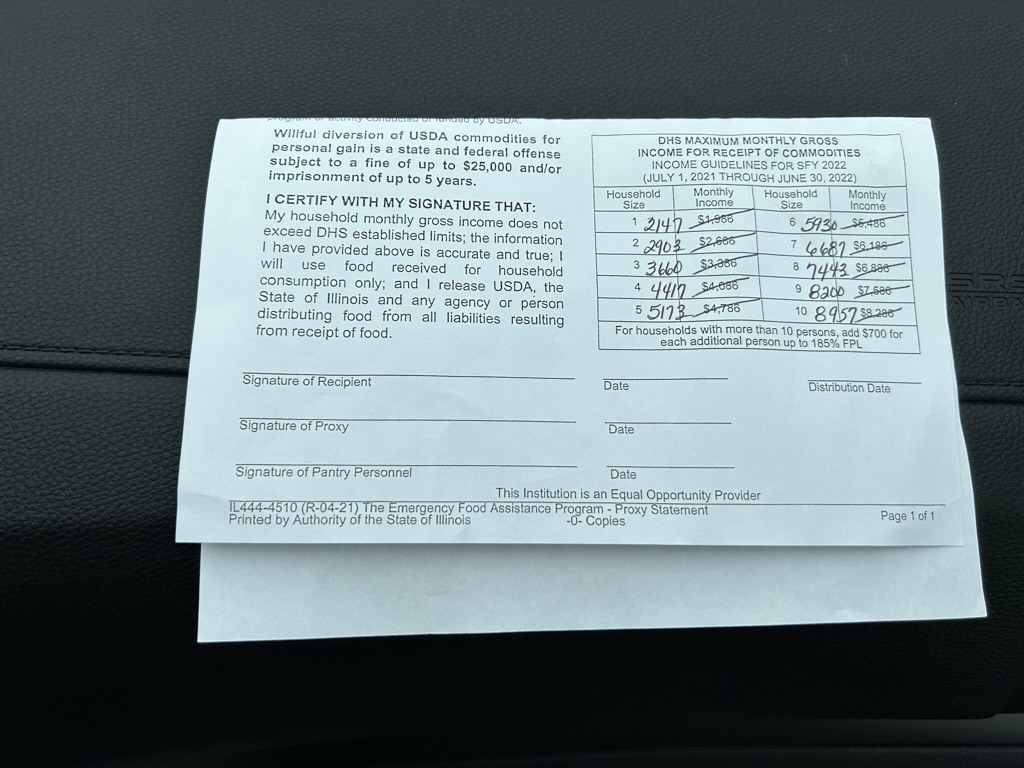 program or activity conducted or funded by USDA.
Willful diversion of USDA commodities for
personal gain is a state and federal offense
subject to a fine of up to $25,000 and/or
imprisonment of up to 5 years.
I CERTIFY WITH MY SIGNATURE THAT:
My household monthly gross income does not
exceed DHS established limits; the information
I have provided above is accurate and true; I
will use food received for household
consumption only; and I release USDA, the
State of Illinois and any agency or person
distributing food from all liabilities resulting
from receipt of food.
DHS MAXIMUM MONTHLY GROSS
INCOME FOR RECEIPT OF COMMODITIES
INCOME GUIDELINES FOR SFY 2022
(JULY 1, 2021 THROUGH JUNE 30, 2022)
Household Size Monthly Income Household Size Monthly Income
1 2147 $1,986 6 5930 $5,486
2 2903 $2,686 7 6687 $6,186
3 3660 $3,386 8 7443 $6,886
4 4417 $4,086 9 8200 $7,586
5 5173 $4,786 10 8957 $8,286
For households with more than 10 persons, add $700 for
each additional person up to 185% FPL
Signature of Recipient Date Distribution Date
Signature of Proxy Date
Signature of Pantry Personnel Date
This Institution is an Equal Opportunity Provider
IL444-4510 (R-04-21) The Emergency Food Assistance Program - Proxy Statement
Printed by Authority of the State of Illinois -0- Copies Page 1 of 1
SRS
AIRBA